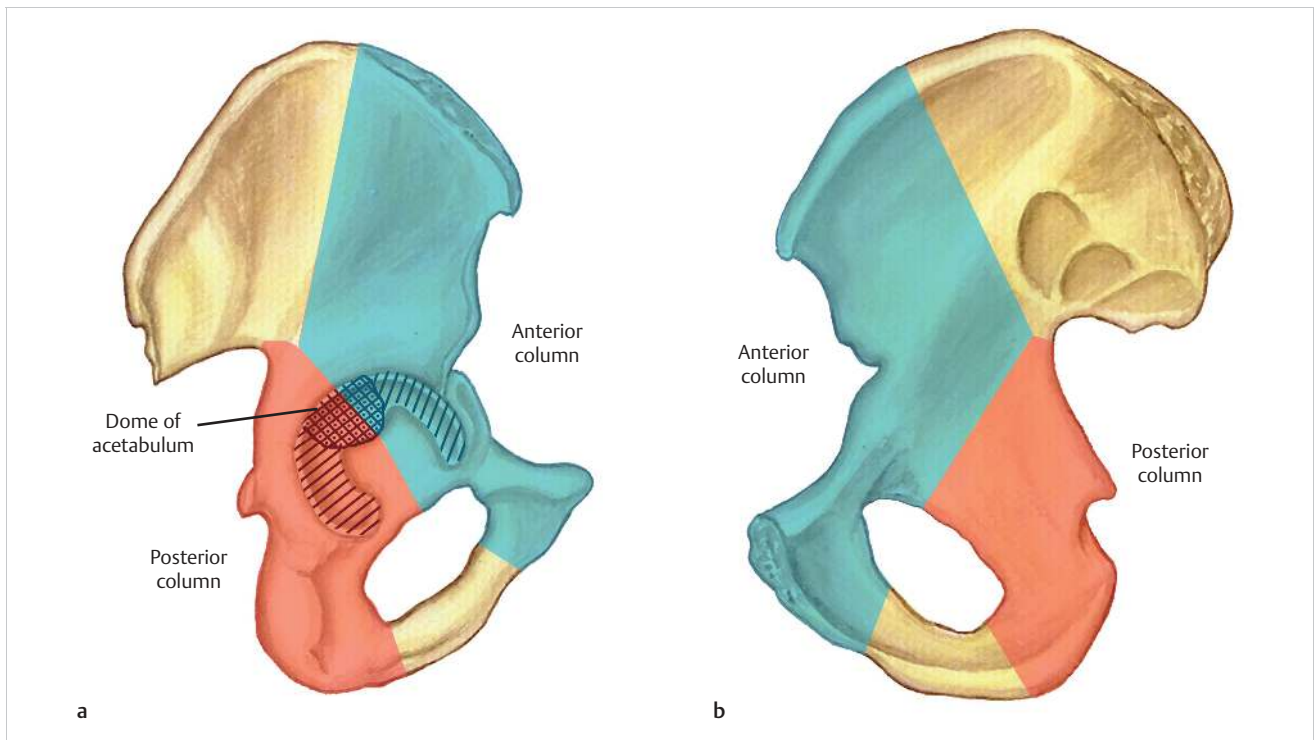 Anterior
column
Dome of
acetabulum
Posterior
column
a
Anterior
column
Posterior
column
b